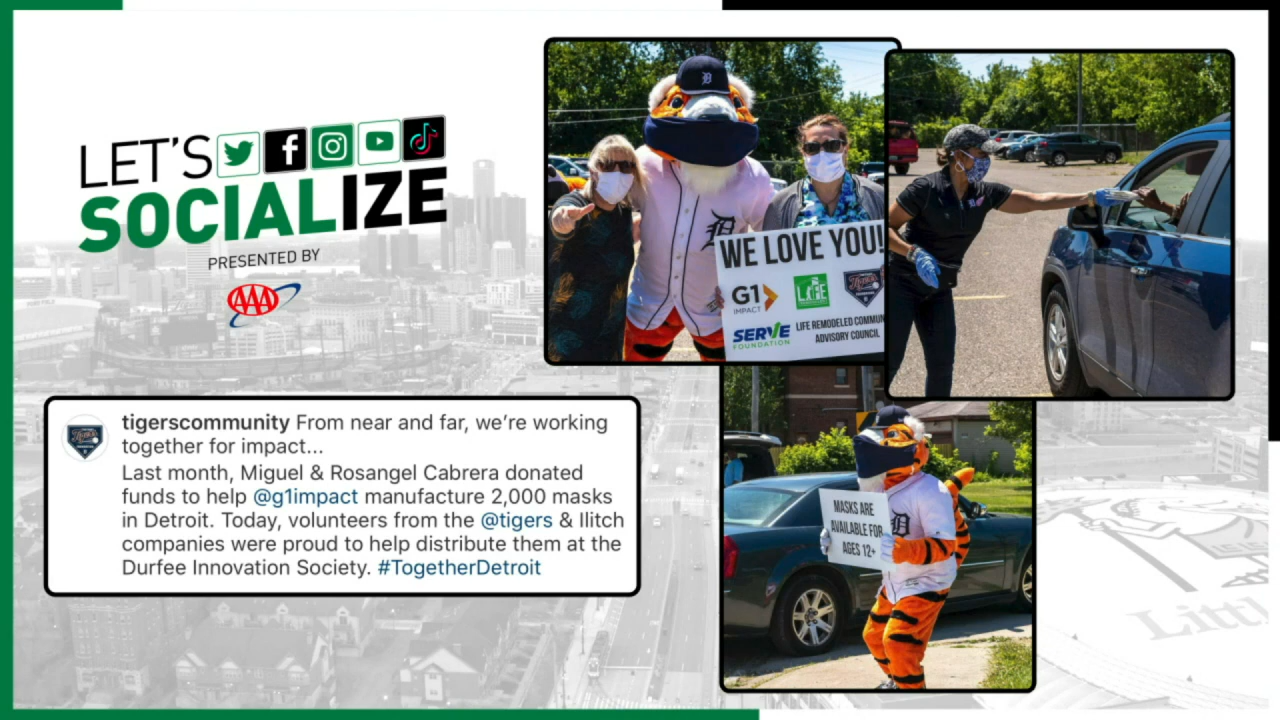 LET'S
SOCIALIZE
PRESENTED BY
AAA
tigerscommunity From near and far, we're working
together for impact...
Last month, Miguel & Rosangel Cabrera donated
funds to help @g1impact manufacture 2,000 masks
in Detroit. Today, volunteers from the @tigers & Ilitch
companies were proud to help distribute them at the
Durfee Innovation Society. #TogetherDetroit
WE LOVE YOU!
G1
IMPACT
LIFE
Tigers
SERVE
FOUNDATION
LIFE REMODELED COMMUN
ADVISORY COUNCIL
MASKS ARE
AVAILABLE FOR
AGES 12+
Littl